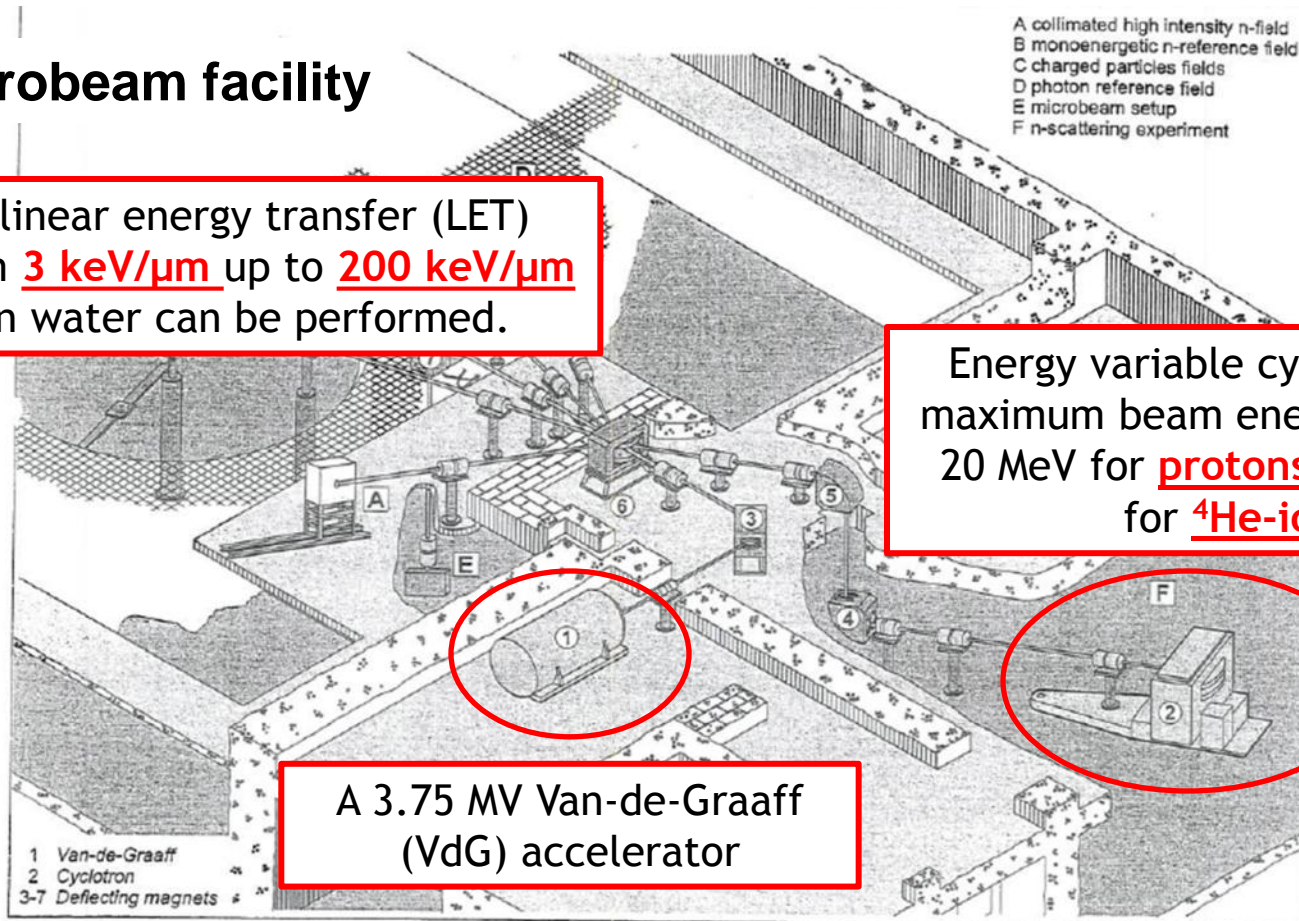 robeam facility
A collimated high intensity n-field
B monoenergetic n-reference field
C charged particles fields
D photon reference field
E microbeam setup
F n-scattering experiment
linear energy transfer (LET)
3 keV/µm up to 200 keV/µm
water can be performed.
Energy variable cy
maximum beam ene
20 MeV for protons
for ⁴He-i
D
A
E
F
6
5
3
4
1
2
A 3.75 MV Van-de-Graaff
(VdG) accelerator
1 Van-de-Graaff
2 Cyclotron
3-7 Deflecting magnets